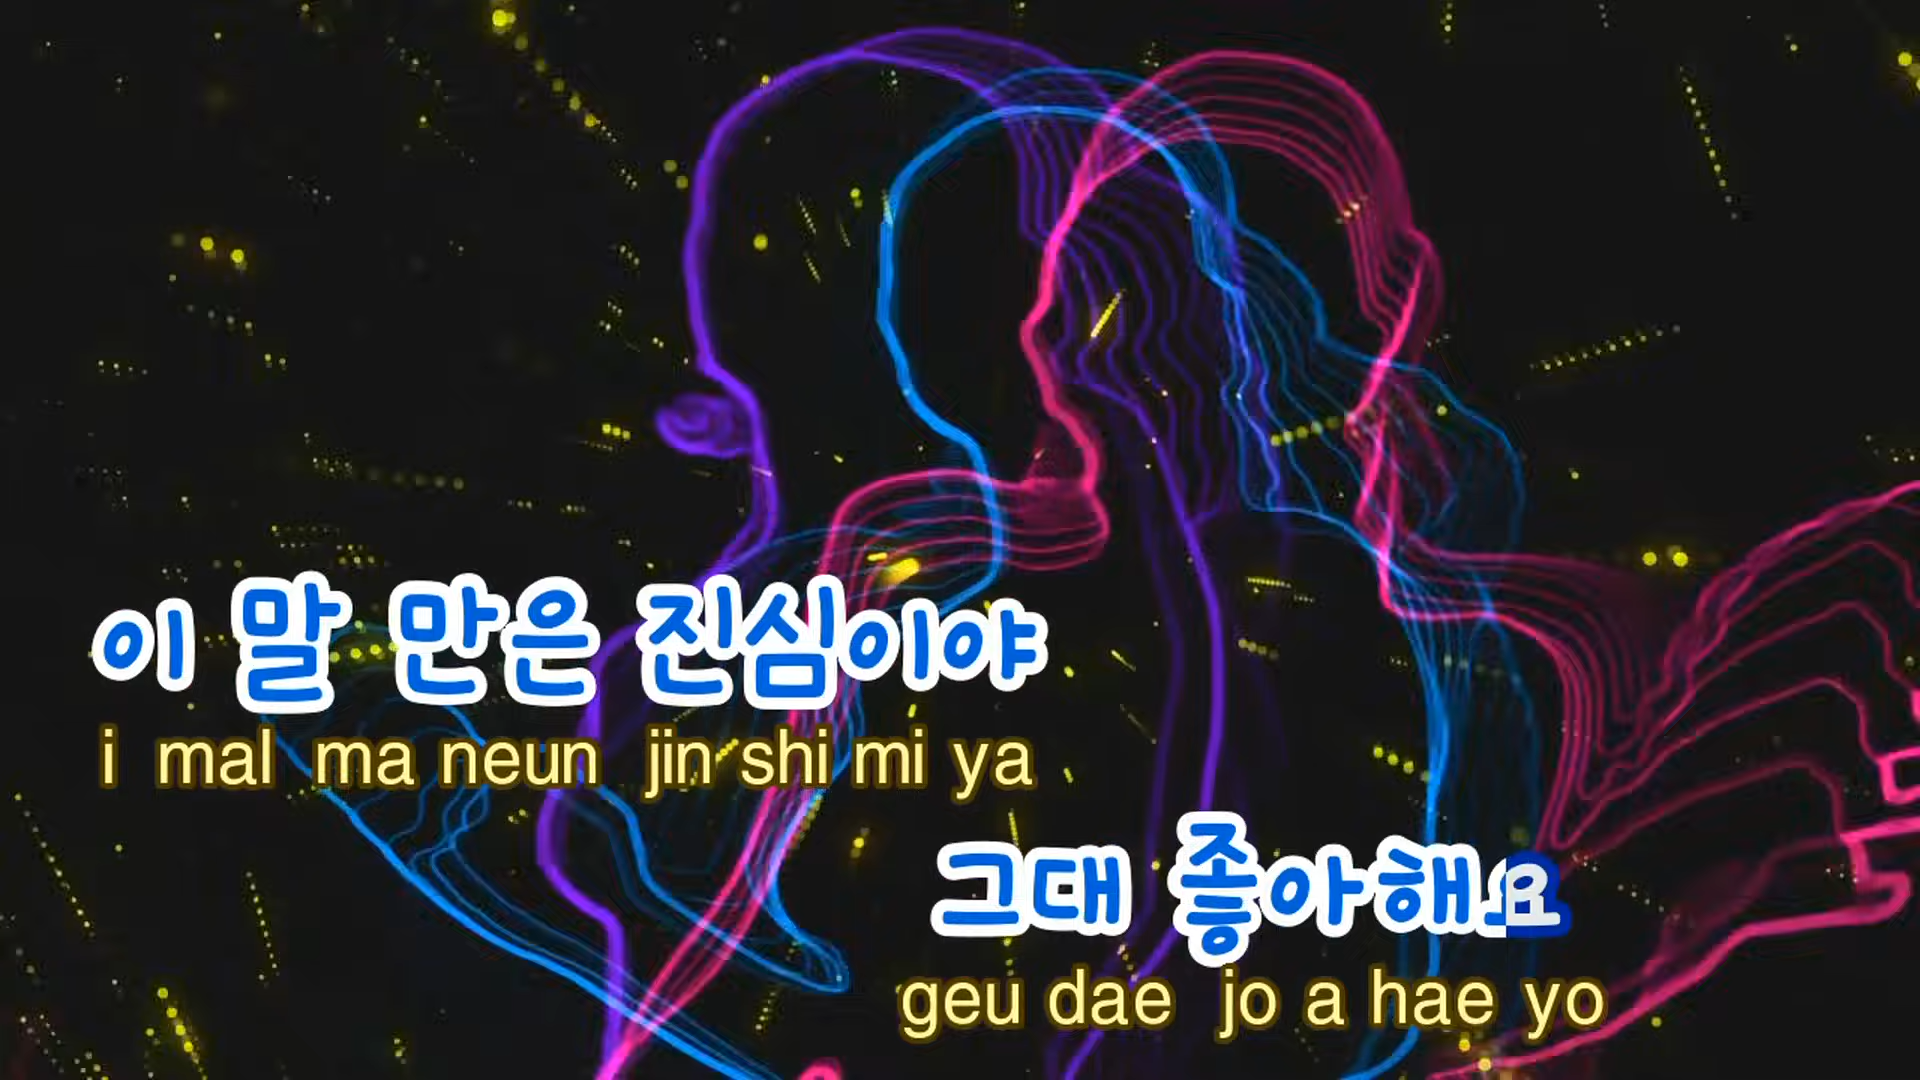 이 말 만은 진심이야
i mal ma neun jin shi mi ya
그대 좋아해요
geu dae jo a hae yo